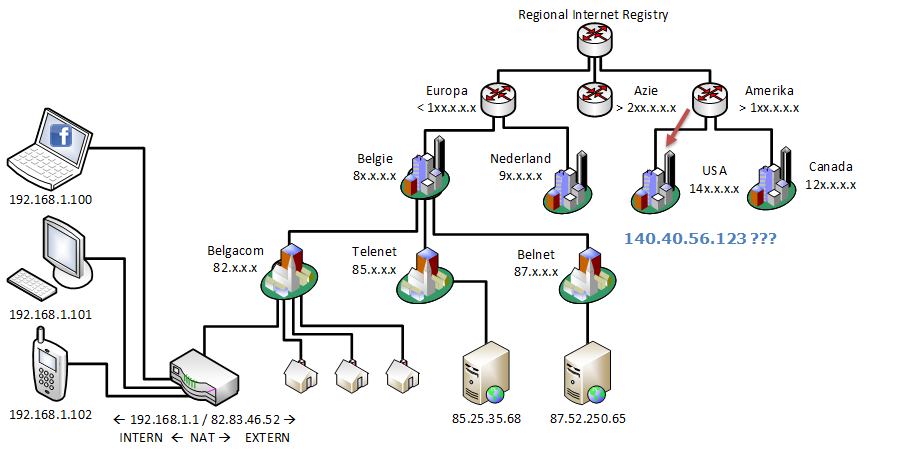 Regional Internet Registry
Europa
< 1xx.x.x.x
Azie
> 2xx.x.x.x
Amerika
> 1xx.x.x.x
Belgie
8x.x.x.x
Nederland
9x.x.x.x
USA
14x.x.x.x
Canada
12x.x.x.x
140.40.56.123 ???
f
192.168.1.100
Belgacom
82.x.x.x
Telenet
85.x.x.x
Belnet
87.x.x.x
192.168.1.101
192.168.1.102
← 192.168.1.1 / 82.83.46.52 →
INTERN ← NAT → EXTERN
85.25.35.68
87.52.250.65